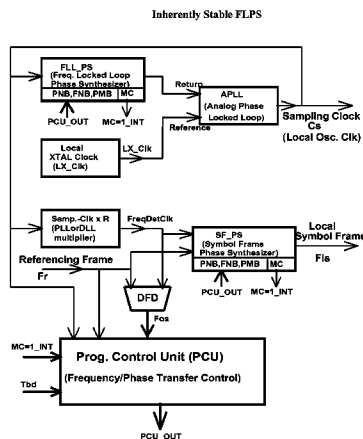 Inherently Stable FLPS
FLL_PS
(Freq. Locked Loop
Phase Synthesizer)
PNB,FNB,PMB
MC
PCU_OUT
MC=1_INT
Return
Reference
APLL
(Analog Phase
Locked Loop)
Sampling Clock
Cs
(Local Osc. Clk)
Local
XTAL Clock
(LX_Clk)
LX_Clk
Samp.-Clk x R
(PLLorDLL
multiplier)
FreqDetClk
SF_PS
(Symbol Frame
Phase Synthesizer)
PNB,FNB,PMB
MC
PCU_OUT
MC=1_INT
Local
Symbol Frame
Fls
Referencing Frame
Fr
DFD
Fos
MC=1_INT
Tbd
Prog. Control Unit (PCU)
(Frequency/Phase Transfer Control)
PCU_OUT